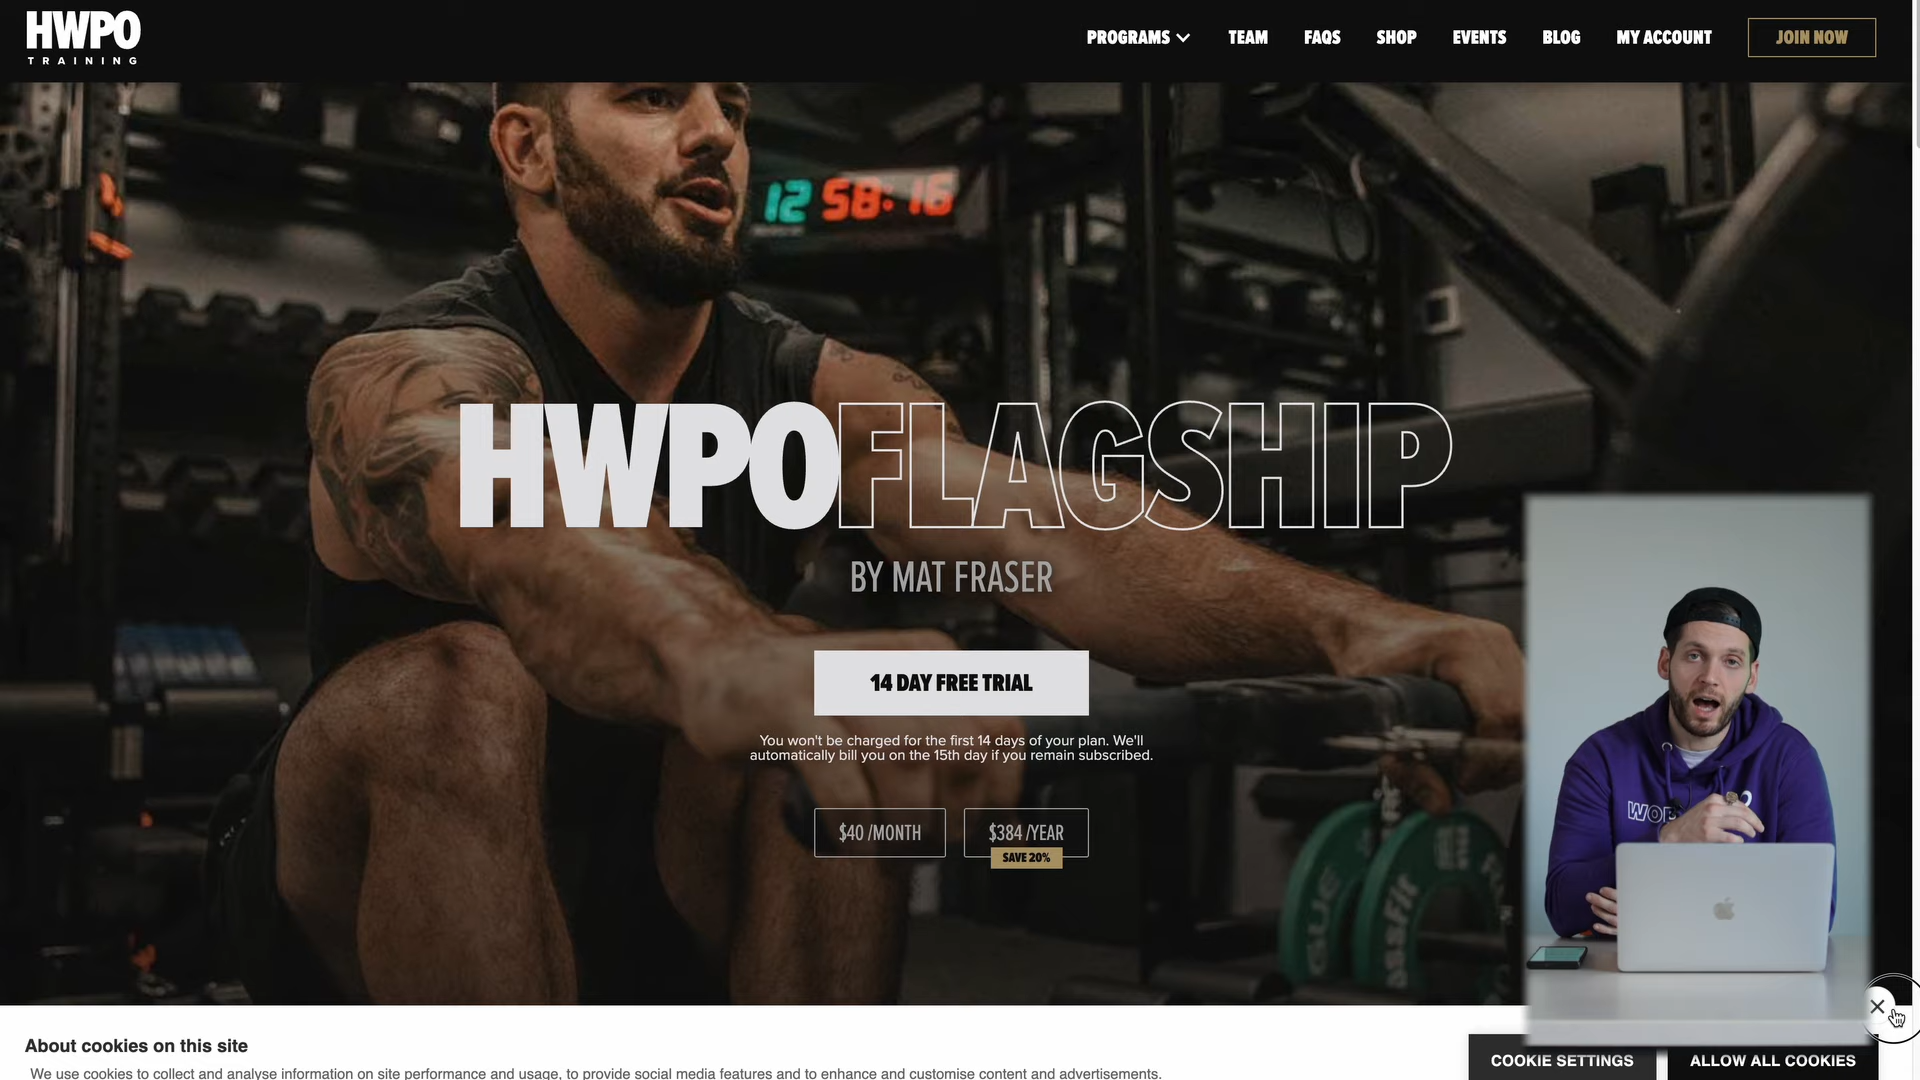 HWPO
TRAINING
PROGRAMS
TEAM
FAQS
SHOP
EVENTS
BLOG
MY ACCOUNT
JOIN NOW
12 58:16
HWPOFLAGSHIP
BY MAT FRASER
14 DAY FREE TRIAL
You won't be charged for the first 14 days of your plan. We'll
automatically bill you on the 15th day if you remain subscribed.
$40 /MONTH
$384 /YEAR
SAVE 20%
About cookies on this site
We use cookies to collect and analyse information on site performance and usage, to provide social media features and to enhance and customise content and advertisements.
COOKIE SETTINGS
ALLOW ALL COOKIES